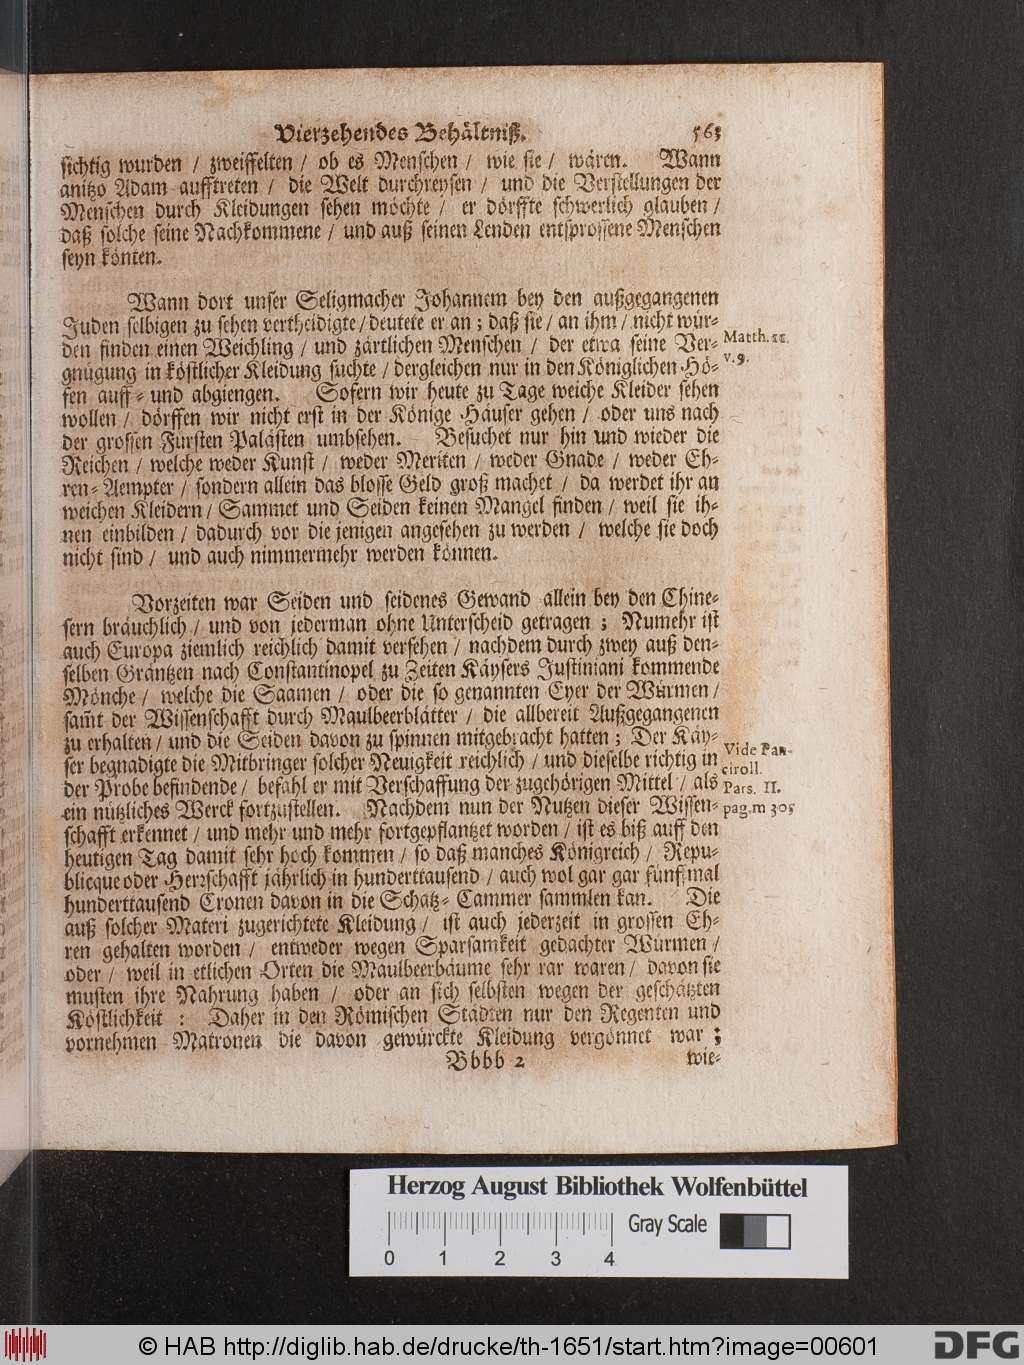 Vierzehendes Behältniß. 563
sichtig wurden / zweiffelten / ob es Menschen / wie sie / wären. Wann
anitzo Adam aufftreten / die Welt durchreysen / und die Verstellungen der
Menschen durch Kleidungen sehen möchte / er dörffte schwerlich glauben /
daß solche seine Nachkommene / und auß seinen Lenden entsprossene Menschen
seyn könten.
Wann dort unser Seligmacher Johannem bey den außgegangenen
Juden selbigen zu sehen vertheidigte / deutete er an ; daß sie / an ihm / nicht wür-
den finden einen Weichling / und zärtlichen Menschen / der etwa seine Ver-
gnügung in köstlicher Kleidung suchte / dergleichen nur in den Königlichen Hö-
fen auff- und abgiengen. Sofern wir heute zu Tage weiche Kleider sehen
wollen / dörffen wir nicht erst in der Könige Häuser gehen / oder uns nach
der grossen Fürsten Palästen umbsehen. Besuchet nur hin und wieder die
Reichen / welche weder Kunst / weder Meriten / weder Gnade / weder Eh-
ren-Aempter / sondern allein das blosse Geld groß machet / da werdet ihr an
weichen Kleidern / Sammet und Seiden keinen Mangel finden / weil sie ih-
nen einbilden / dadurch vor die jenigen angesehen zu werden / welche sie doch
nicht sind / und auch nimmermehr werden können.
Matth. 11.
v. 9.
Vorzeiten war Seiden und seidenes Gewand allein bey den Chine-
sern bräuchlich / und von jederman ohne Unterscheid getragen ; Numehr ist
auch Europa ziemlich reichlich damit versehen / nachdem durch zwey auß den-
selben Gräntzen nach Constantinopel zu Zeiten Käysers Justiniani kommende
Mönche / welche die Saamen / oder die so genannten Eyer der Würmen /
sam̃t der Wissenschafft durch Maulbeerblätter / die allbereit Außgegangenen
zu erhalten / und die Seiden davon zu spinnen mitgebracht hatten ; Der Käy-
ser begnadigte die Mitbringer solcher Neuigkeit reichlich / und dieselbe richtig in
der Probe befindende / befahl er mit Verschaffung der zugehörigen Mittel / als
ein nützliches Werck fortzustellen. Nachdem nun der Nutzen dieser Wissen-
schafft erkennet / und mehr und mehr fortgepflantzet worden / ist es biß auff den
heutigen Tag damit sehr hoch kommen / so daß manches Königreich / Repu-
blicque oder Herrschafft jährlich in hunderttausend / auch wol gar gar fünffmal
hunderttausend Cronen davon in die Schatz-Cammer sammlen kan. Die
auß solcher Materi zugerichtete Kleidung / ist auch jederzeit in grossen Eh-
ren gehalten worden / entweder wegen Sparsamkeit gedachter Würmen /
oder / weil in etlichen Orten die Maulbeerbäume sehr rar waren / davon sie
musten ihre Nahrung haben / oder an sich selbsten wegen der geschätzten
Köstlichkeit : Daher in den Römischen Städten nur den Regenten und
vornehmen Matronen die davon gewürckte Kleidung vergönnet war ;
Vide Pan-
ciroll.
Pars. II.
pag. m 305
Bbbb 2 wie-
Herzog August Bibliothek Wolfenbüttel
Gray Scale
0 1 2 3 4
© HAB http://diglib.hab.de/drucke/th-1651/start.htm?image=00601
DFG